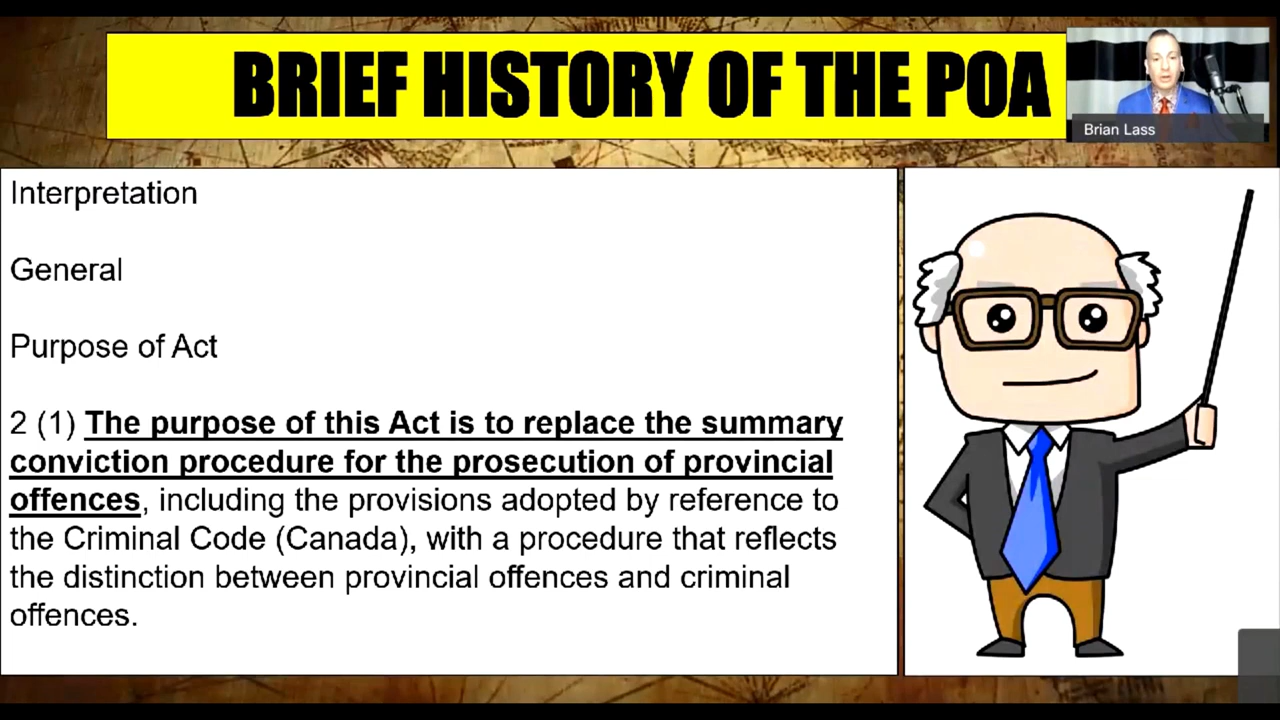 BRIEF HISTORY OF THE POA
Brian Lass
Interpretation
General
Purpose of Act
2 (1) The purpose of this Act is to replace the summary
conviction procedure for the prosecution of provincial
offences, including the provisions adopted by reference to
the Criminal Code (Canada), with a procedure that reflects
the distinction between provincial offences and criminal
offences.